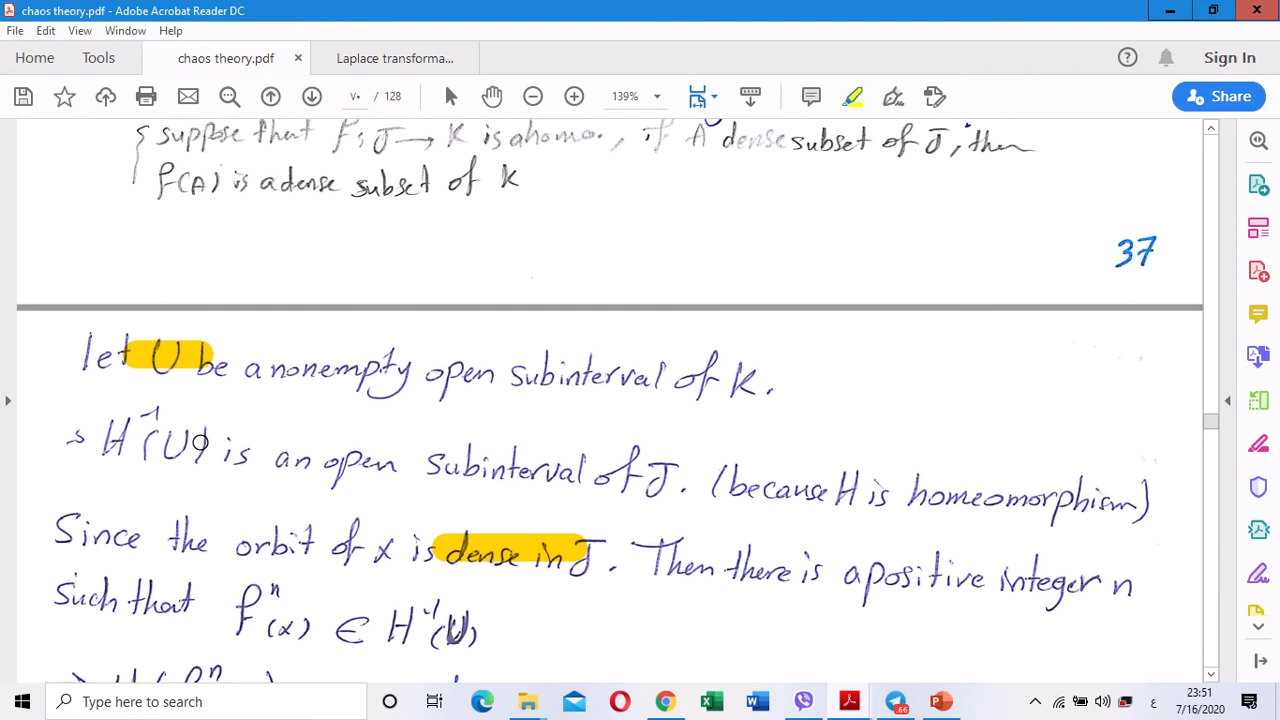 chaos theory.pdf - Adobe Acrobat Reader DC
File Edit View Window Help
Home Tools chaos theory.pdf × Laplace transforma...
Sign In
/ 128
139%
Share
suppose that f: J → K is a homo., if A dense subset of J, then
f(A) is a dense subset of K
37
let U be a nonempty open subinterval of K.
H⁻¹(U) is an open subinterval of J. (because H is homeomorphism)
Since the orbit of x is dense in J. Then there is a positive integer n
Such that fⁿ(x) ∈ H⁻¹(U)
Type here to search
66
23:51
7/16/2020
ع